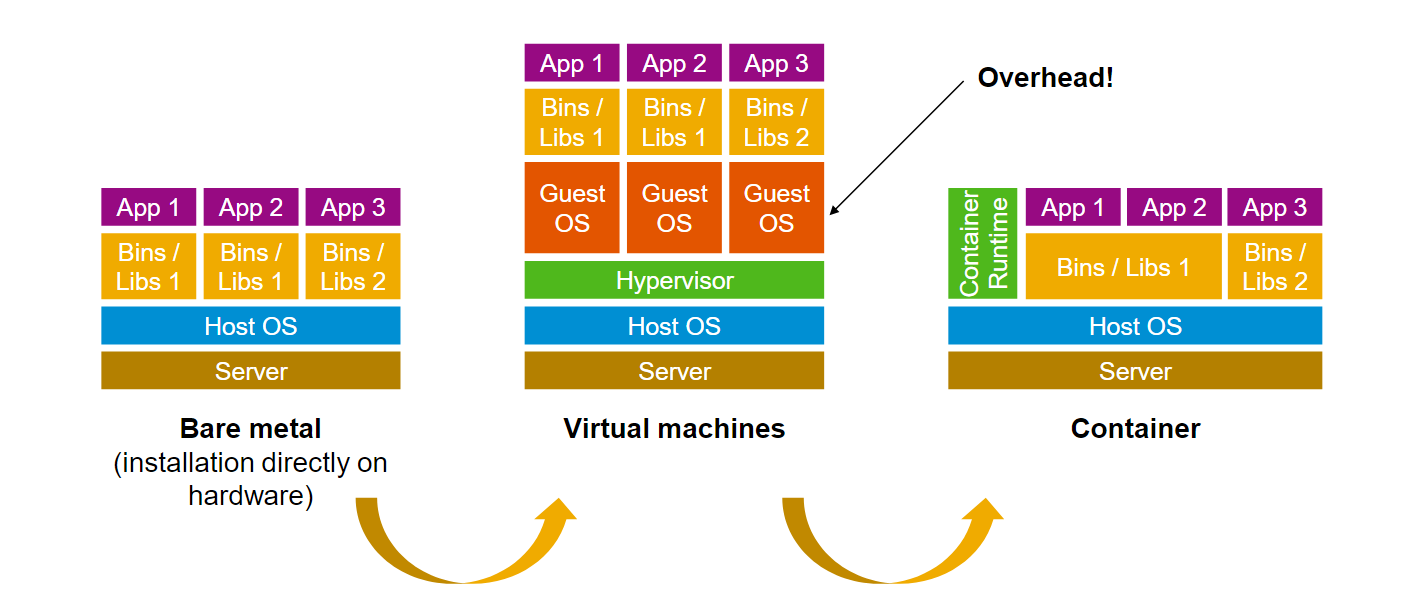 App 1
App 2
App 3
Bins /
Libs 1
Bins /
Libs 1
Bins /
Libs 2
Host OS
Server
Bare metal
(installation directly on
hardware)
App 1
App 2
App 3
Bins /
Libs 1
Bins /
Libs 1
Bins /
Libs 2
Guest
OS
Guest
OS
Guest
OS
Hypervisor
Host OS
Server
Virtual machines
Overhead!
Container
Runtime
App 1
App 2
App 3
Bins / Libs 1
Bins /
Libs 2
Host OS
Server
Container